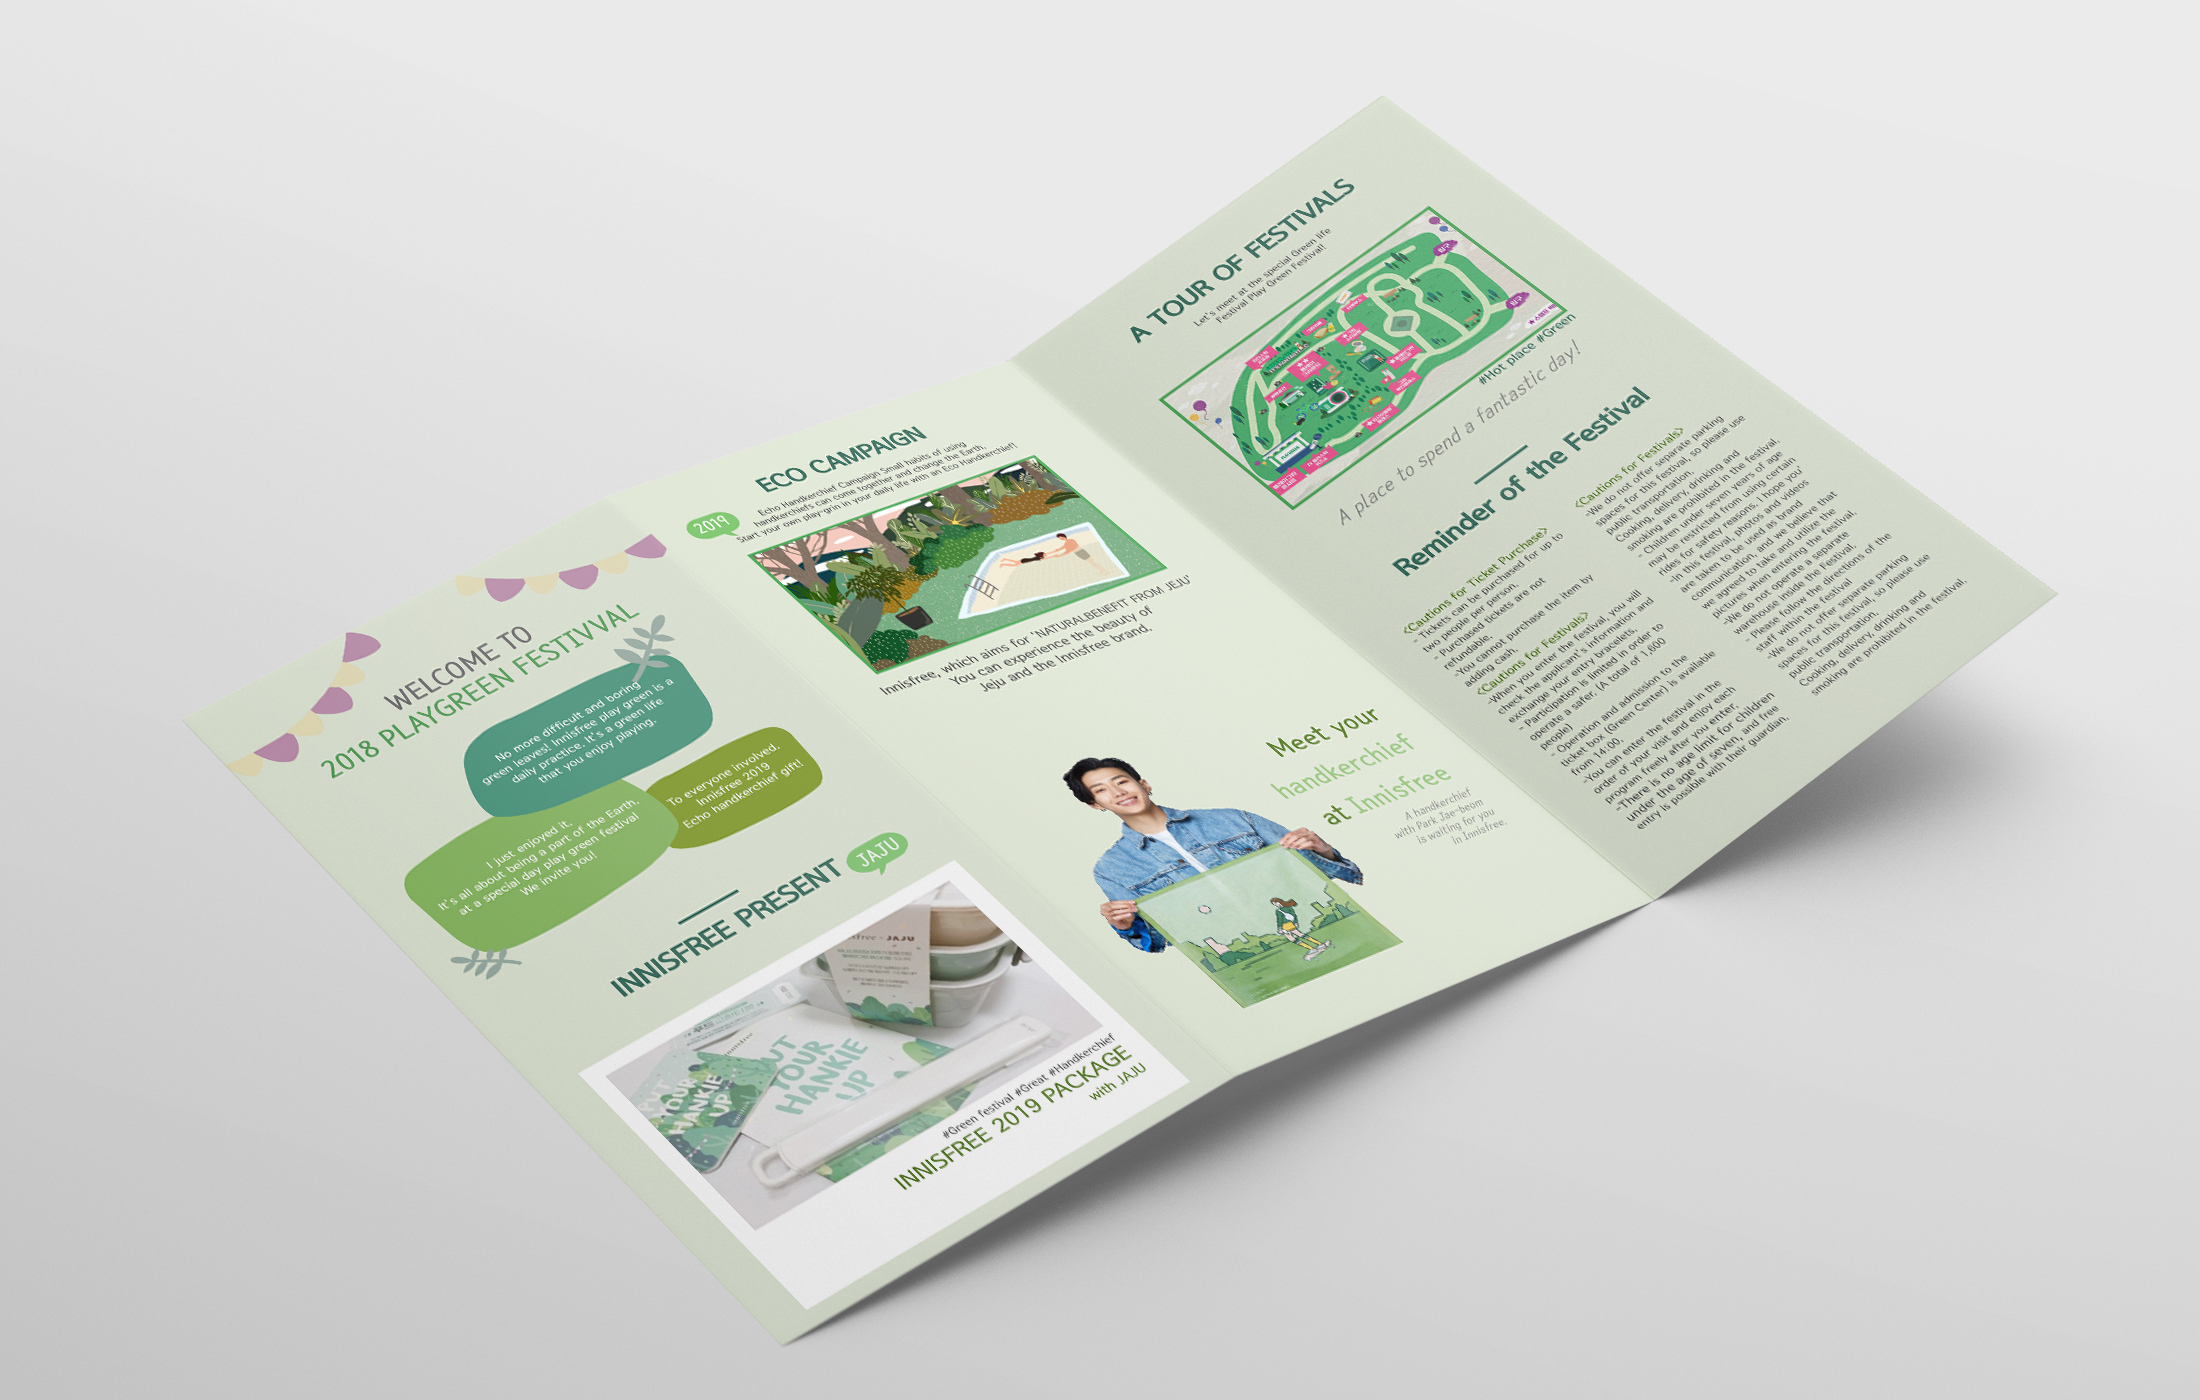 WELCOME TO
2018 PLAYGREEN FESTIVVAL
No more difficult and boring
green leaves! Innisfree play green is a
daily practice. It's a green life
that you enjoy playing.
To everyone involved,
Innisfree 2019
Echo handkerchief gift!
I just enjoyed it,
It's all about being a part of the Earth,
at a special day play green festival
We invite you!
INNISFREE PRESENT
JAJU
YOUR
HANKIE
UP
YOUR
HANKIE
UP
#Green festival #Great #Handkerchief
INNISFREE 2019 PACKAGE
with JAJU
ECO CAMPAIGN
2019
Echo Handkerchief Campaign Small habits of using
handkerchiefs can come together and change the Earth,
Start your own play-grin in your daily life with an Eco Handkerchief!
Innisfree, which aims for 'NATURALBENEFIT FROM JEJU'
You can experience the beauty of
Jeju and the Innisfree brand.
Meet your
handkerchief
at Innisfree
A handkerchief
with Park Jae-beom
is waiting for you
in Innisfree.
A TOUR OF FESTIVALS
Let's meet at the special Green life
Festival Play Green Festival!
입구
입구
#Hot place #Green
A place to spend a fantastic day!
Reminder of the Festival
<Cautions for Ticket Purchase>
- Tickets can be purchased for up to
two people per person.
- Purchased tickets are not
refundable.
-You cannot purchase the item by
adding cash.
<Cautions for Festivals>
-When you enter the festival, you will
check the applicant's information and
exchange your entry bracelets.
- Participation is limited in order to
operate a safer. (A total of 1,600
people)
- Operation and admission to the
ticket box (Green Center) is available
from 14:00.
-You can enter the festival in the
order of your visit and enjoy each
program freely after you enter.
-There is no age limit for children
under the age of seven, and free
entry is possible with their guardian.
<Cautions for Festivals>
-We do not offer separate parking
spaces for this festival, so please use
public transportation.
Cooking, delivery, drinking and
smoking are prohibited in the festival.
- Children under seven years of age
may be restricted from using certain
rides for safety reasons. I hope you'
-In this festival, photos and videos
are taken to be used as brand
communication, and we believe that
we agreed to take and utilize the
pictures when entering the festival.
-We do not operate a separate
warehouse inside the Festival.
- Please follow the directions of the
staff within the festival
-We do not offer separate parking
spaces for this festival, so please use
public transportation.
Cooking, delivery, drinking and
smoking are prohibited in the festival.